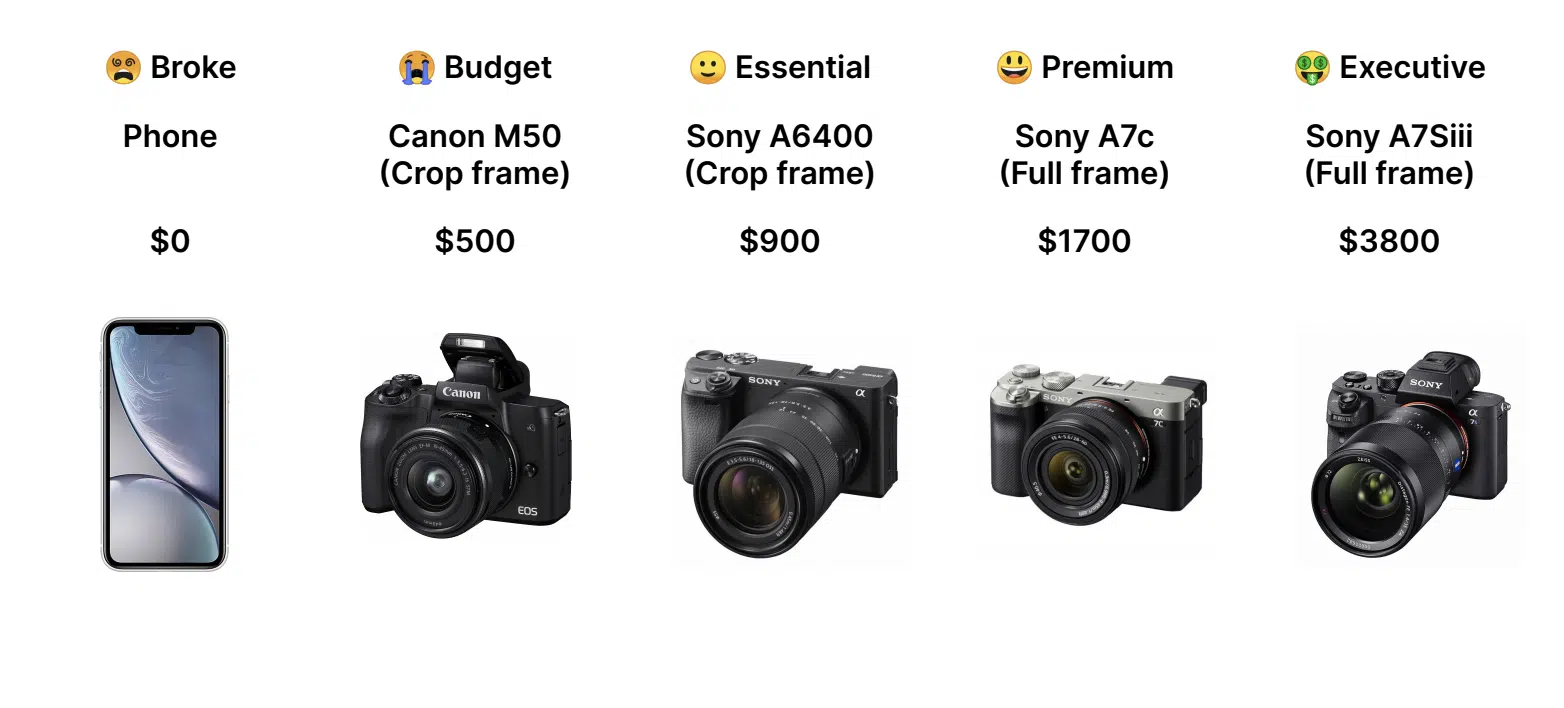 😵 Broke
Phone
$0
😭 Budget
Canon M50
(Crop frame)
$500
🙂 Essential
Sony A6400
(Crop frame)
$900
😃 Premium
Sony A7c
(Full frame)
$1700
🤑 Executive
Sony A7Siii
(Full frame)
$3800
Canon
EOS
SONY
α
SONY
α
7C
SONY
α